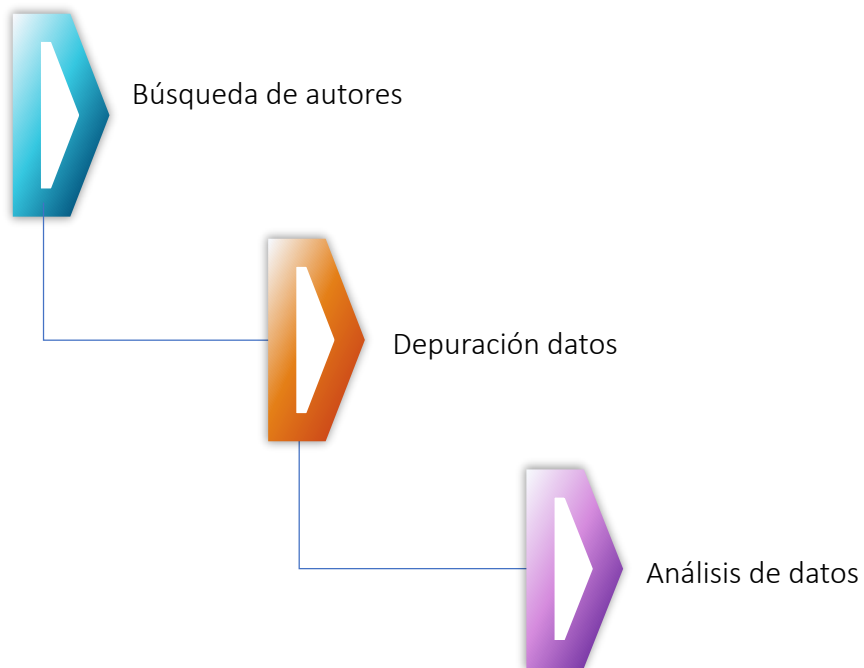 Búsqueda de autores
Depuración datos
Análisis de datos